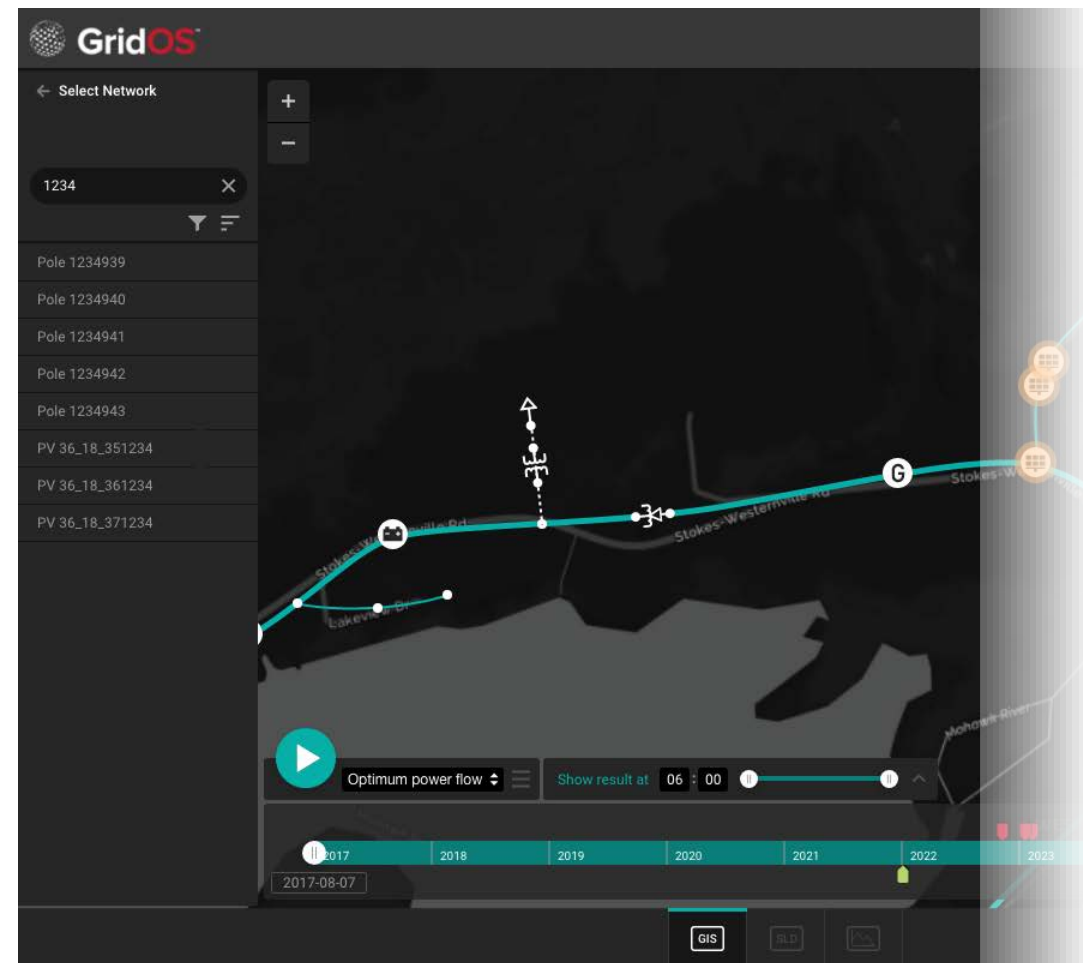 GridOS™
Select Network
+
−
1234
Pole 1234939
Pole 1234940
Pole 1234941
Pole 1234942
Pole 1234943
PV 36_18_351234
PV 36_18_361234
PV 36_18_371234
G
Stokes-Westernville Rd
Lakeview Dr
Mohawk River
Optimum power flow
Show result at 06 : 00
2017 2018 2019 2020 2021 2022 2023
2017-08-07
GIS SLD